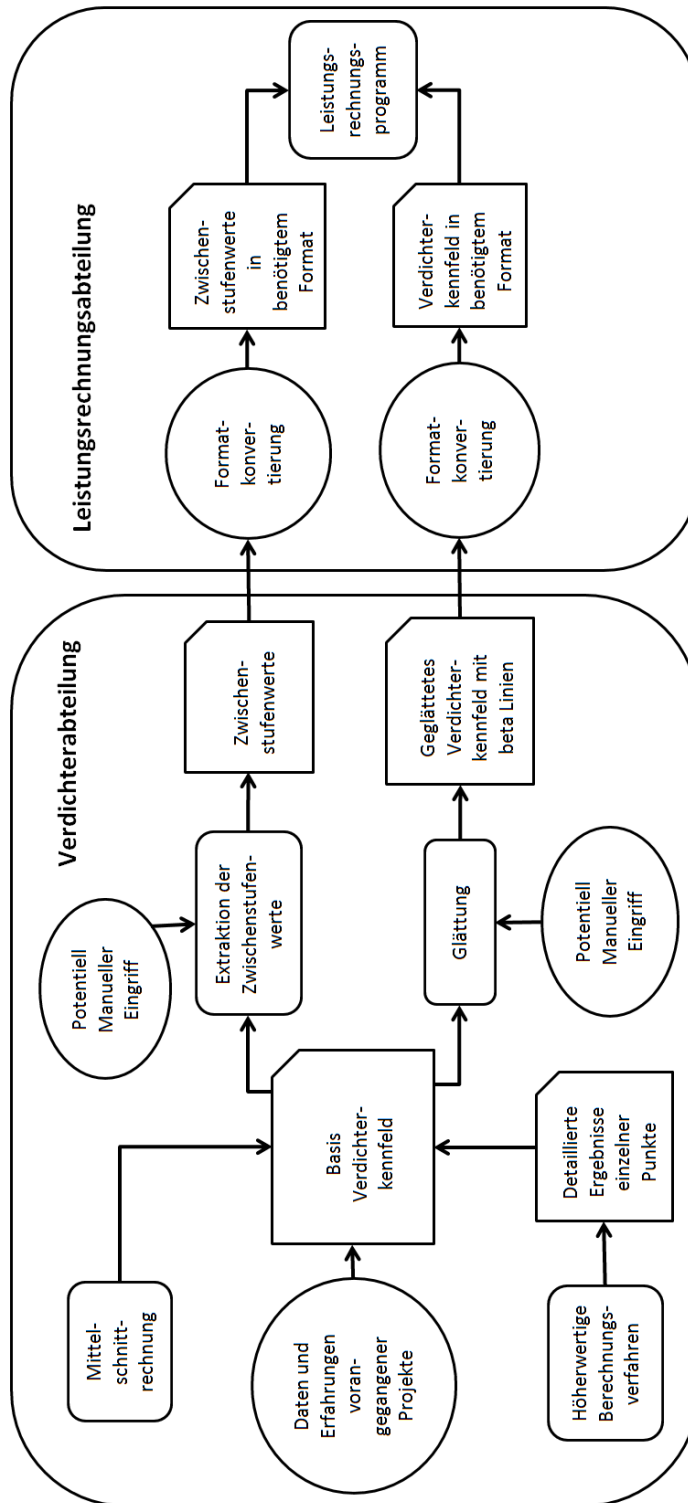 Verdichterabteilung
Leistungsrechnungsabteilung
Mittel-
schnitt-
rechnung
Daten und
Erfahrungen
voran-
gegangener
Projekte
Höherwertige
Berechnungs-
verfahren
Detaillierte
Ergebnisse
einzelner
Punkte
Basis
Verdichter-
kennfeld
Potentiell
Manueller
Eingriff
Extraktion der
Zwischenstufen-
werte
Glättung
Potentiell
Manueller
Eingriff
Zwischen-
stufenwerte
Geglättetes
Verdichter-
kennfeld mit
beta Linien
Format-
konver-
tierung
Format-
konver-
tierung
Zwischen-
stufenwerte
in
benötigtem
Format
Verdichter-
kennfeld in
benötigtem
Format
Leistungs-
rechnungs-
programm